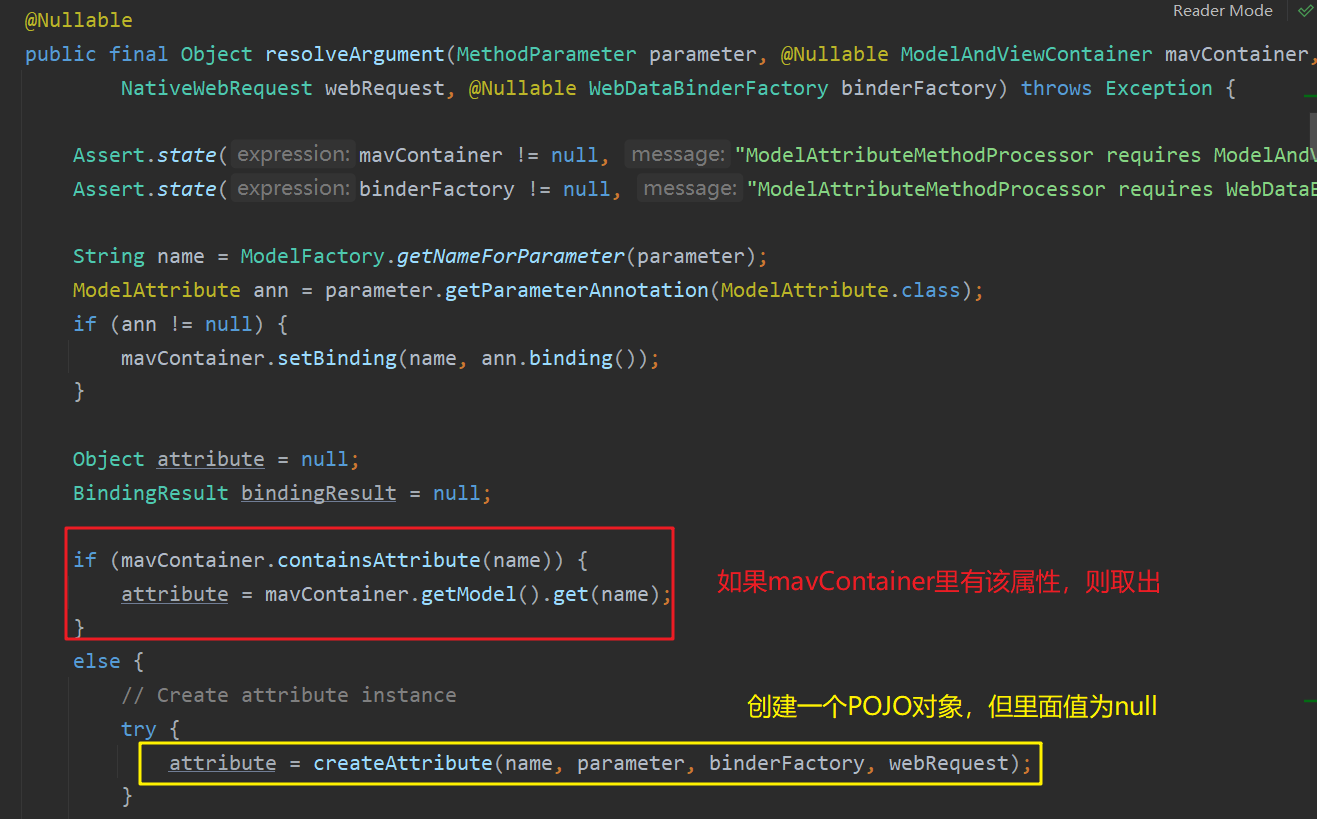 Reader Mode
@Nullable
public final Object resolveArgument(MethodParameter parameter, @Nullable ModelAndViewContainer mavContainer,
NativeWebRequest webRequest, @Nullable WebDataBinderFactory binderFactory) throws Exception {
Assert.state( expression: mavContainer != null, message: "ModelAttributeMethodProcessor requires ModelAndV
Assert.state( expression: binderFactory != null, message: "ModelAttributeMethodProcessor requires WebDataB
String name = ModelFactory.getNameForParameter(parameter);
ModelAttribute ann = parameter.getParameterAnnotation(ModelAttribute.class);
if (ann != null) {
mavContainer.setBinding(name, ann.binding());
}
Object attribute = null;
BindingResult bindingResult = null;
if (mavContainer.containsAttribute(name)) {
attribute = mavContainer.getModel().get(name);
如果mavContainer里有该属性，则取出
}
else {
// Create attribute instance
创建一个POJO对象，但里面值为null
try {
attribute = createAttribute(name, parameter, binderFactory, webRequest);
}